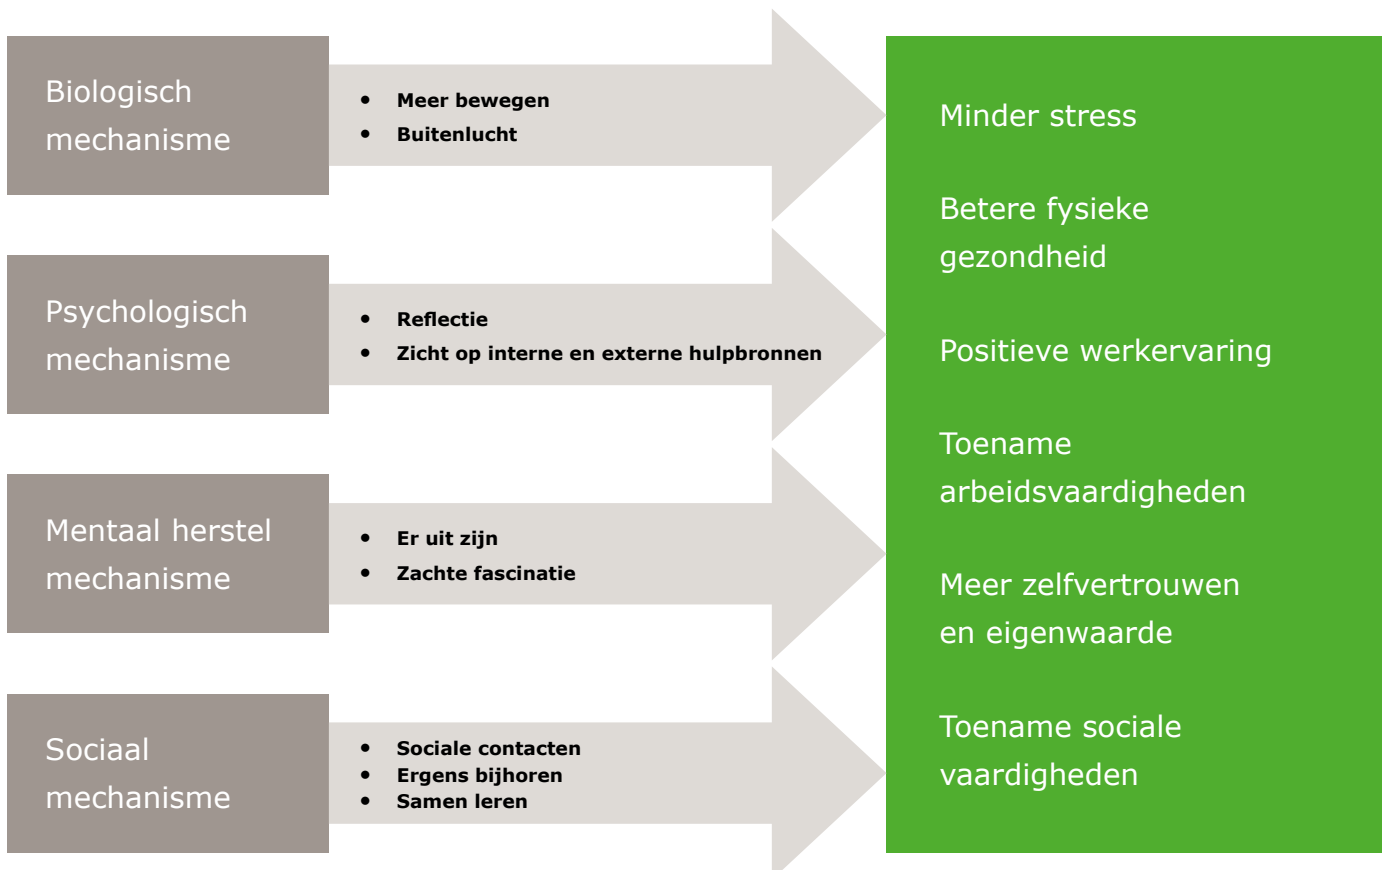 Biologisch
mechanisme
• Meer bewegen
• Buitenlucht
Psychologisch
mechanisme
• Reflectie
• Zicht op interne en externe hulpbronnen
Mentaal herstel
mechanisme
• Er uit zijn
• Zachte fascinatie
Sociaal
mechanisme
• Sociale contacten
• Ergens bijhoren
• Samen leren
Minder stress
Betere fysieke
gezondheid
Positieve werkervaring
Toename
arbeidsvaardigheden
Meer zelfvertrouwen
en eigenwaarde
Toename sociale
vaardigheden